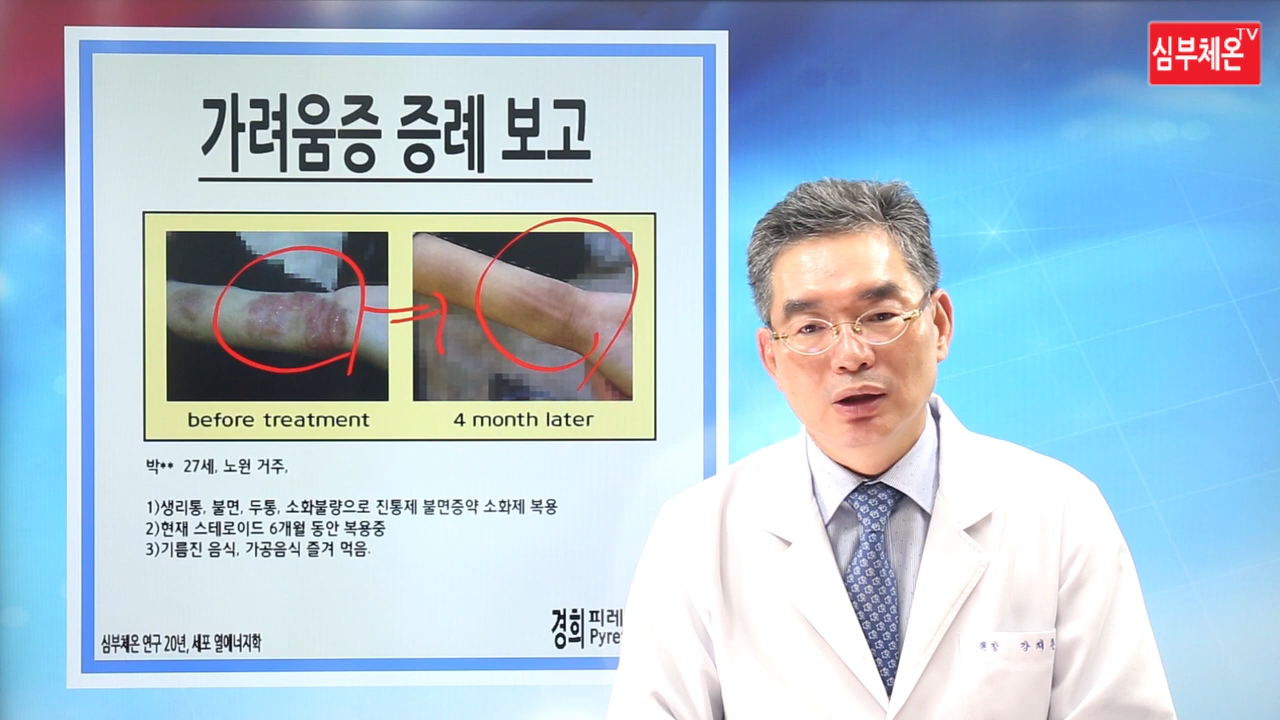 심부체온TV
가려움증 증례 보고
before treatment
4 month later
박** 27세, 노원 거주,
1)생리통, 불면, 두통, 소화불량으로 진통제 불면증약 소화제 복용
2)현재 스테로이드 6개월 동안 복용중
3)기름진 음식, 가공음식 즐겨 먹음.
경희 피레
Pyre
심부체온 연구 20년, 세포 열에너지학
원장 강재